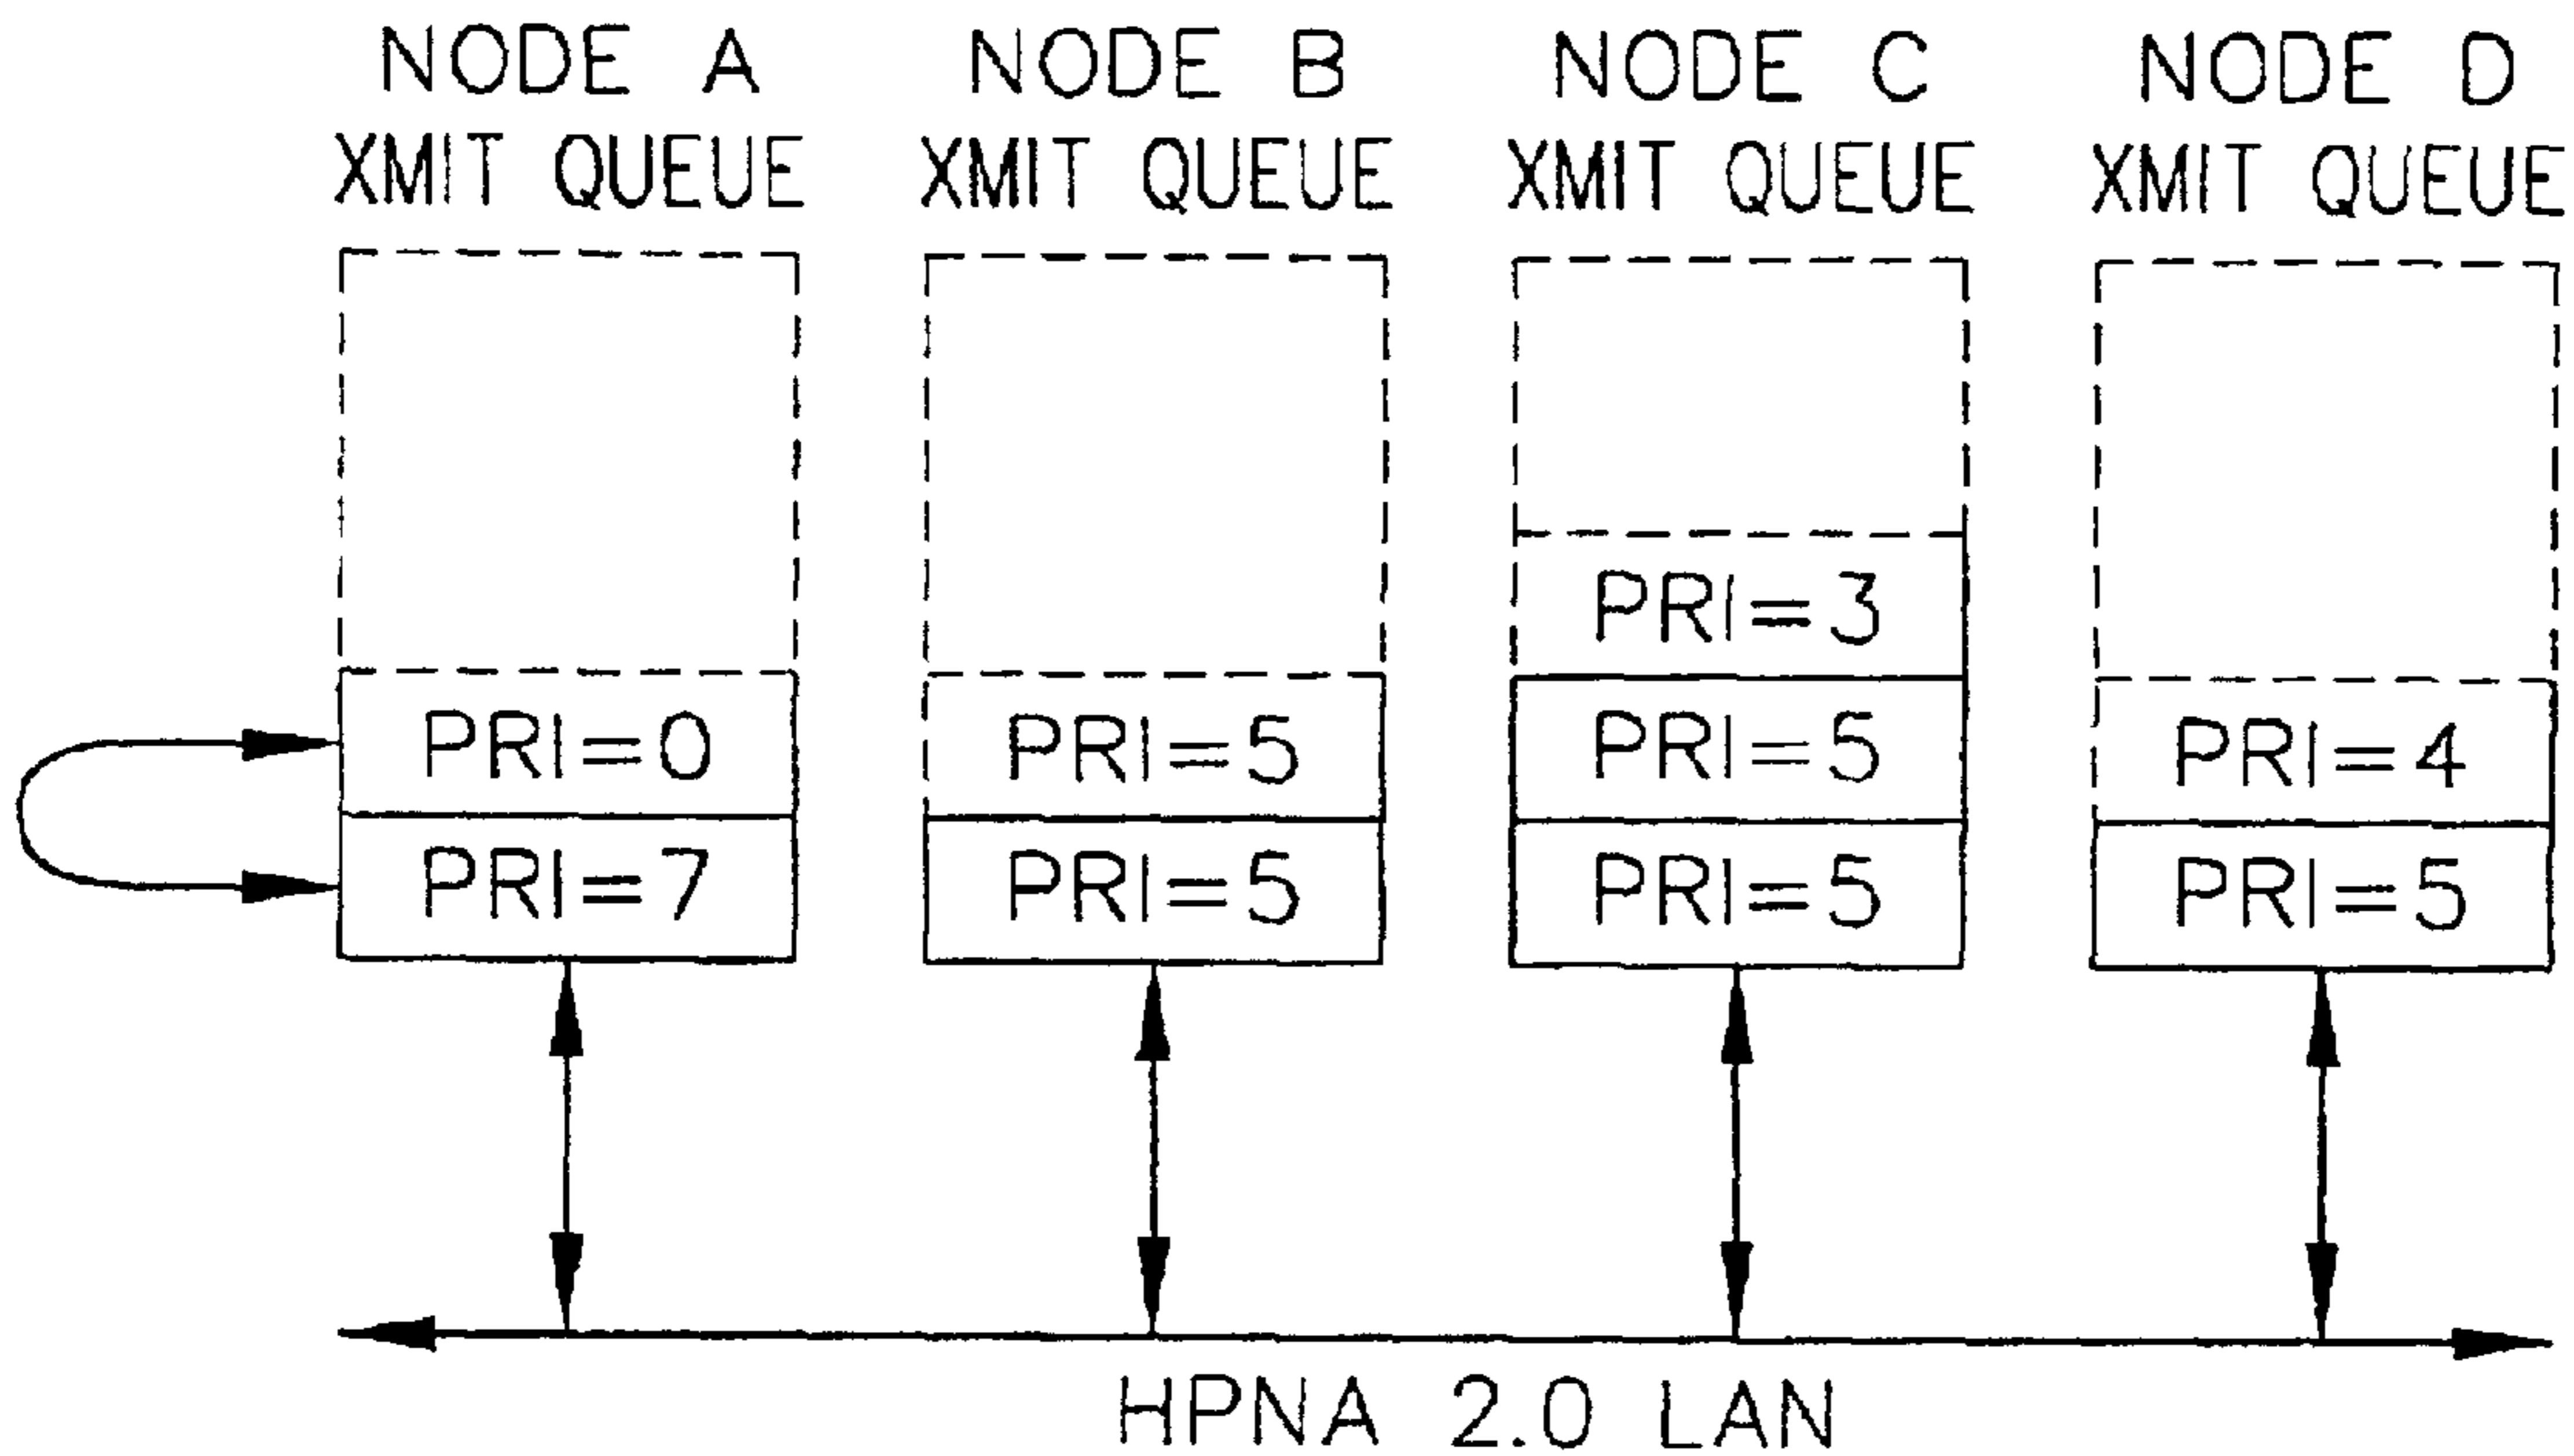 NODE A NODE B NODE C NODE D
XMIT QUEUE XMIT QUEUE XMIT QUEUE XMIT QUEUE
PRI=3
PRI=0 PRI=5 PRI=5 PRI=4
PRI=7 PRI=5 PRI=5 PRI=5
HPNA 2.0 LAN